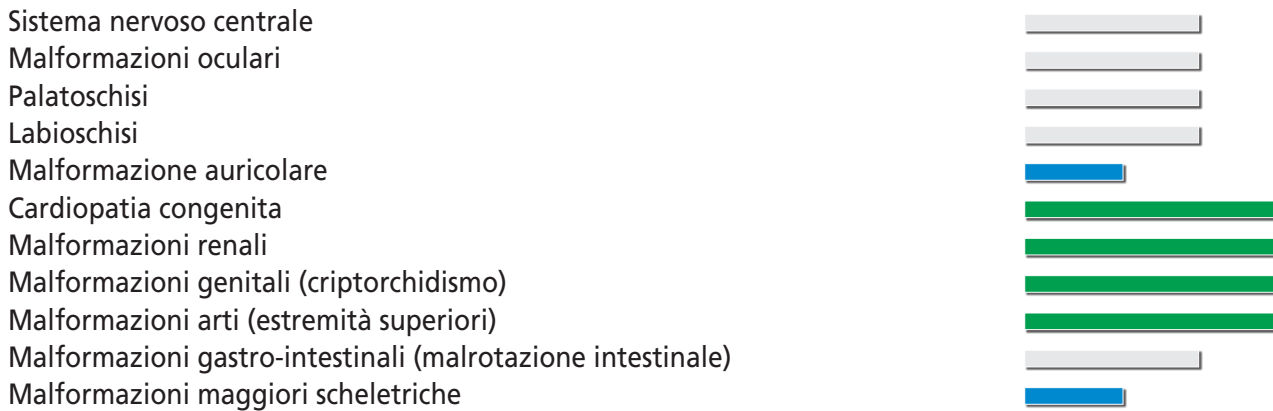 Sistema nervoso centrale
Malformazioni oculari
Palatoschisi
Labioschisi
Malformazione auricolare
Cardiopatia congenita
Malformazioni renali
Malformazioni genitali (criptorchidismo)
Malformazioni arti (estremità superiori)
Malformazioni gastro-intestinali (malrotazione intestinale)
Malformazioni maggiori scheletriche